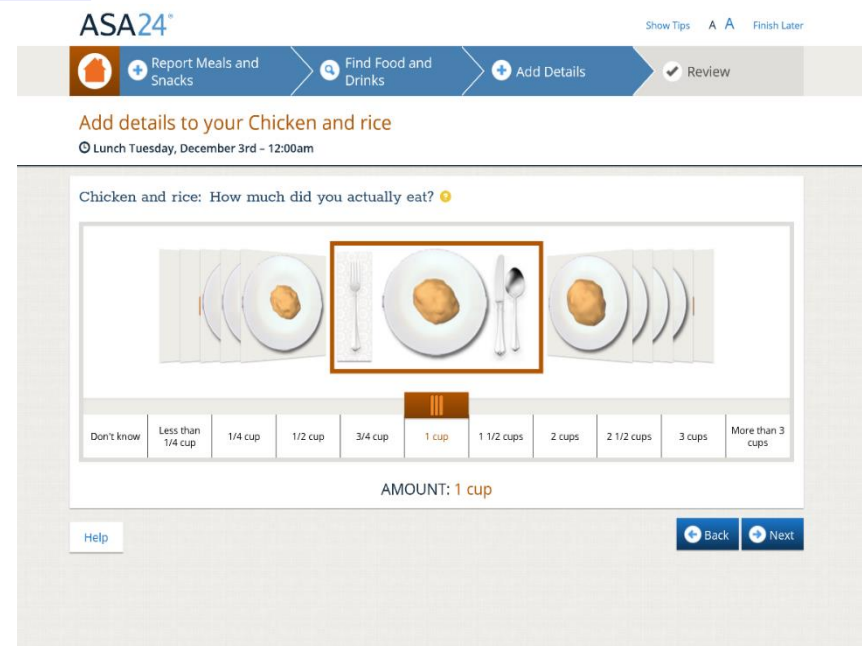 ASA24®
Show Tips A A Finish Later
Report Meals and
Snacks
Find Food and
Drinks
Add Details
Review
Add details to your Chicken and rice
Lunch Tuesday, December 3rd – 12:00am
Chicken and rice: How much did you actually eat? ?
Don't know
Less than
1/4 cup
1/4 cup
1/2 cup
3/4 cup
1 cup
1 1/2 cups
2 cups
2 1/2 cups
3 cups
More than 3
cups
AMOUNT: 1 cup
Help
Back
Next